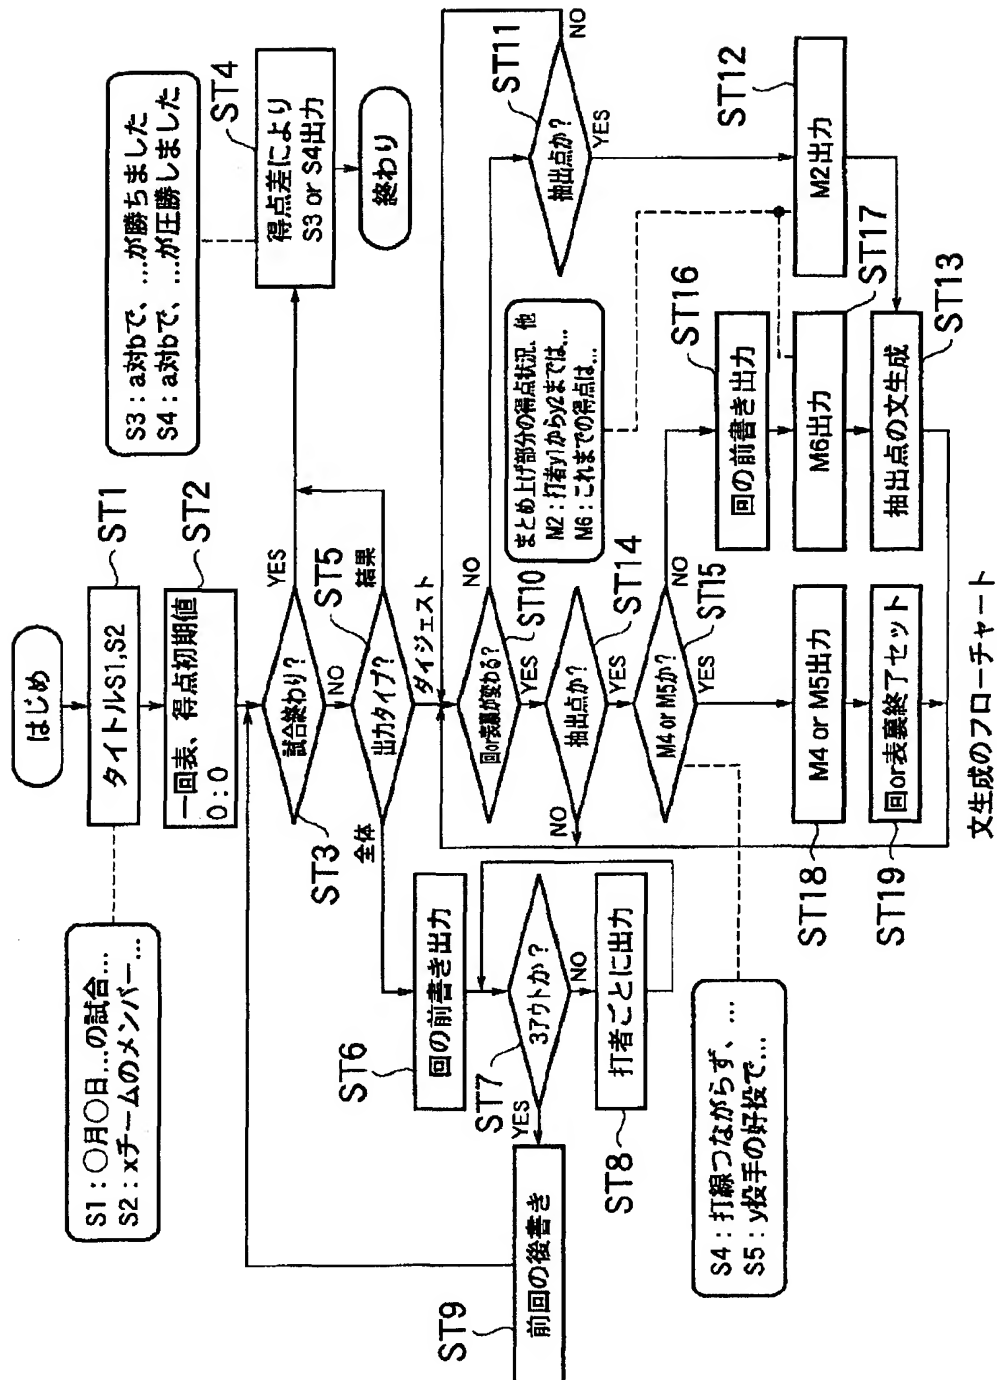 はじめ
S1：〇月〇日...の試合...
S2：xチームのメンバー...
タイトルS1,S2
ST1
一回表、得点初期値
0：0
ST2
試合終わり？
YES
NO
ST3
S3：a対bで、...が勝ちました
S4：a対bで、...が圧勝しました
得点差により
S3 or S4出力
ST4
終わり
出力タイプ？
ST5
結果
全体
ダイジェスト
回の前書き出力
ST6
3アウトか？
ST7
YES
NO
打者ごとに出力
ST8
前回の後書き
ST9
回or表裏が変わる？
ST10
NO
YES
抽出点か？
ST11
NO
YES
まとめ上げ部分の得点状況、他
M2：打者y1からy2までは...
M6：これまでの得点は...
M2出力
ST12
抽出点か？
ST14
NO
YES
M4 or M5か？
ST15
NO
YES
S4：打線つながらず、...
S5：y投手の好投で...
回の前書き出力
ST16
M6出力
ST17
抽出点の文生成
ST13
M4 or M5出力
ST18
回or表裏終了セット
ST19
文生成のフローチャート